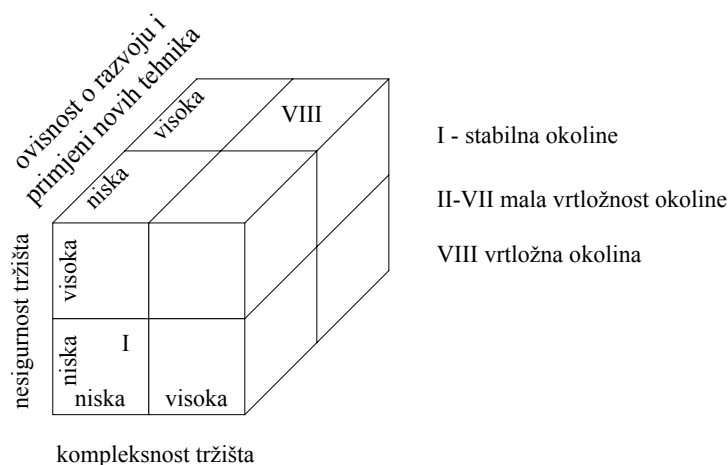 ovisnost o razvoju i
primjeni novih tehnika
visoka
niska
VIII
I - stabilna okoline
II-VII mala vrtložnost okoline
VIII vrtložna okolina
nesigurnost tržišta
visoka
niska
I
niska
visoka
kompleksnost tržišta